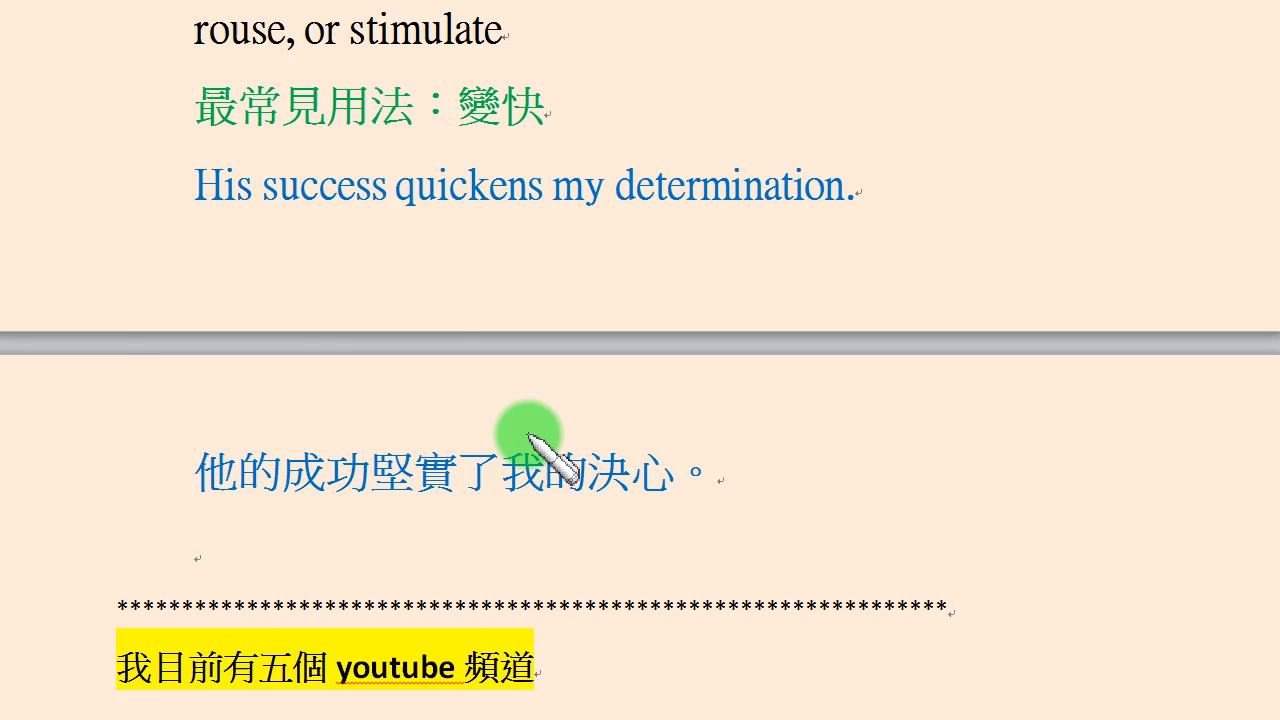 rouse, or stimulate
最常見用法：變快
His success quickens my determination.
他的成功堅實了我的決心。
****************************************************************
我目前有五個 youtube 頻道